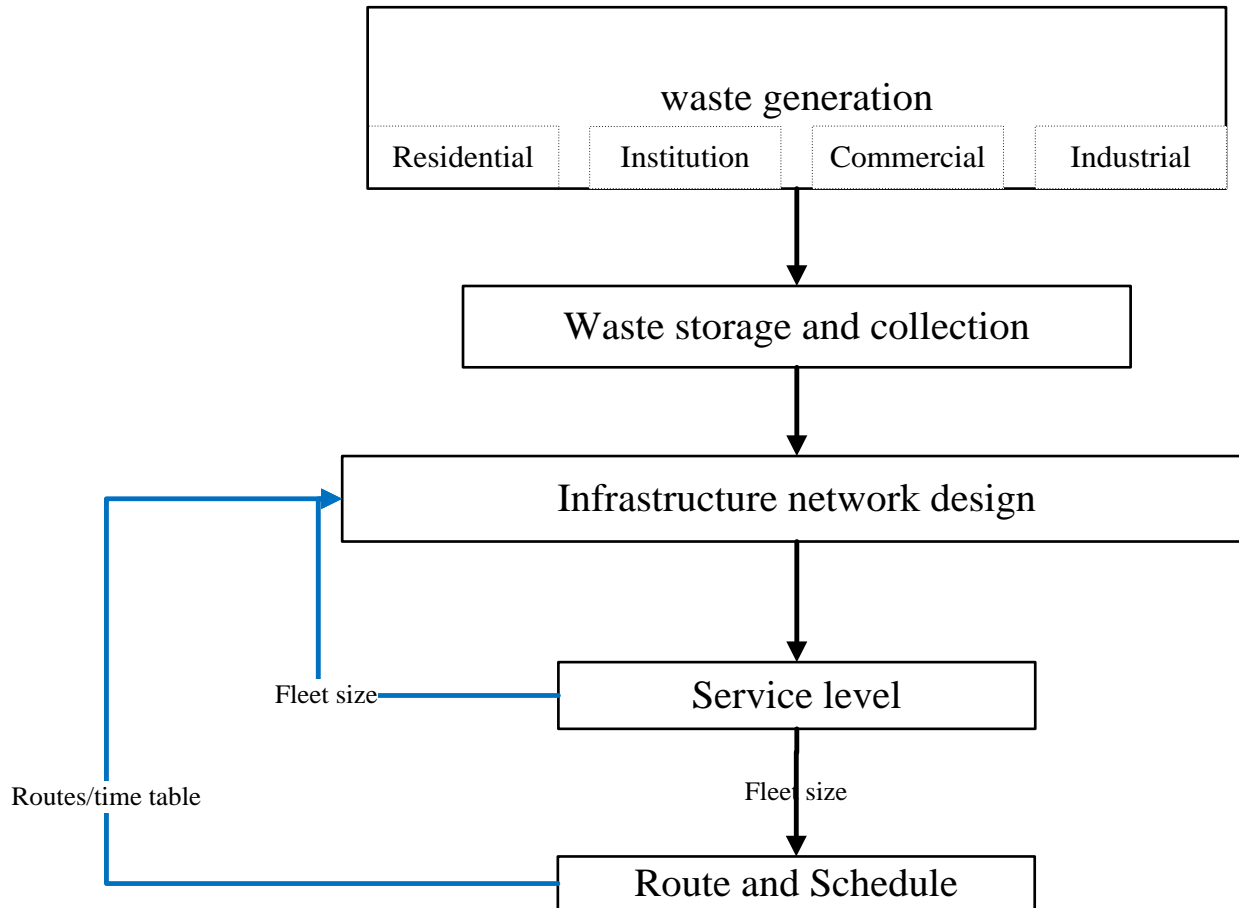 waste generation
Residential
Institution
Commercial
Industrial
Waste storage and collection
Infrastructure network design
Fleet size
Service level
Routes/time table
Fleet size
Route and Schedule